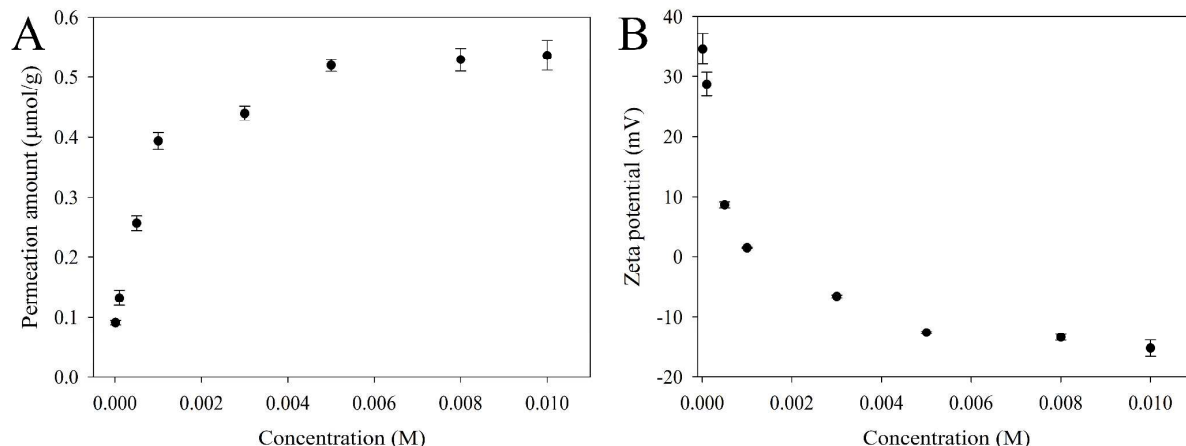 A
Permeation amount (μmol/g)
0.6
0.5
0.4
0.3
0.2
0.1
0.0
0.000 0.002 0.004 0.006 0.008 0.010
Concentration (M)
B
Zeta potential (mV)
40
30
20
10
0
-10
-20
0.000 0.002 0.004 0.006 0.008 0.010
Concentration (M)